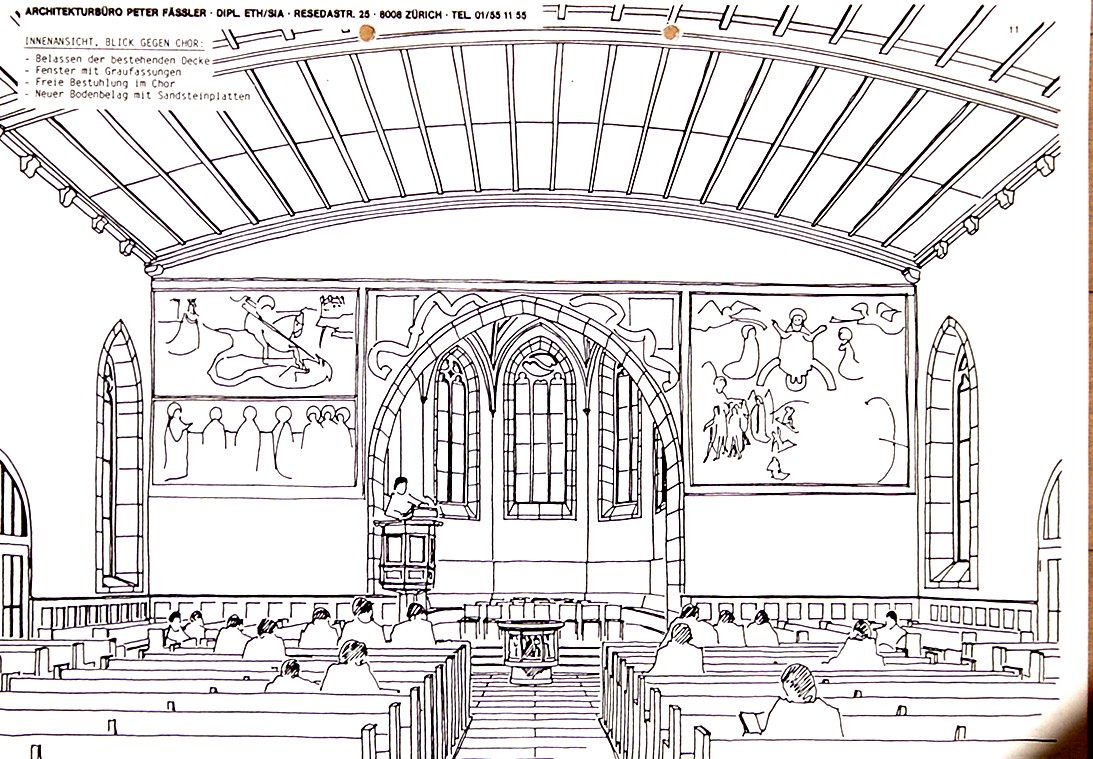 ARCHITEKTURBÜRO PETER FÄSSLER · DIPL. ETH/SIA · RESEDASTR. 25 · 8008 ZÜRICH · TEL. 01/55 11 55
11
INNENANSICHT, BLICK GEGEN CHOR:
- Belassen der bestehenden Decke
- Fenster mit Graufassungen
- Freie Bestuhlung im Chor
- Neuer Bodenbelag mit Sandsteinplatten